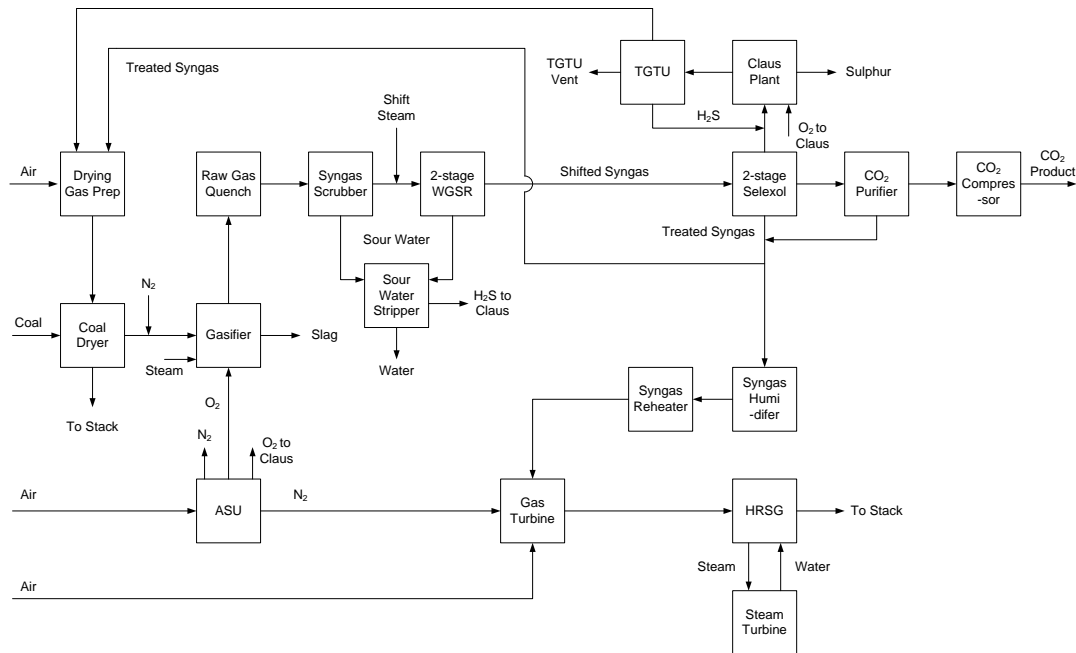 Treated Syngas
TGTU
Vent
TGTU
Claus
Plant
Sulphur
H₂S
O₂ to
Claus
Shift
Steam
Air
Drying
Gas Prep
Raw Gas
Quench
Syngas
Scrubber
2-stage
WGSR
Shifted Syngas
2-stage
Selexol
CO₂
Purifier
CO₂
Compres
-sor
CO₂
Product
Treated Syngas
Sour Water
Sour
Water
Stripper
H₂S to
Claus
Water
N₂
Coal
Coal
Dryer
Gasifier
Slag
Steam
To Stack
O₂
Syngas
Reheater
Syngas
Humi
-difer
N₂
O₂ to
Claus
Air
ASU
N₂
Gas
Turbine
HRSG
To Stack
Steam
Water
Air
Steam
Turbine